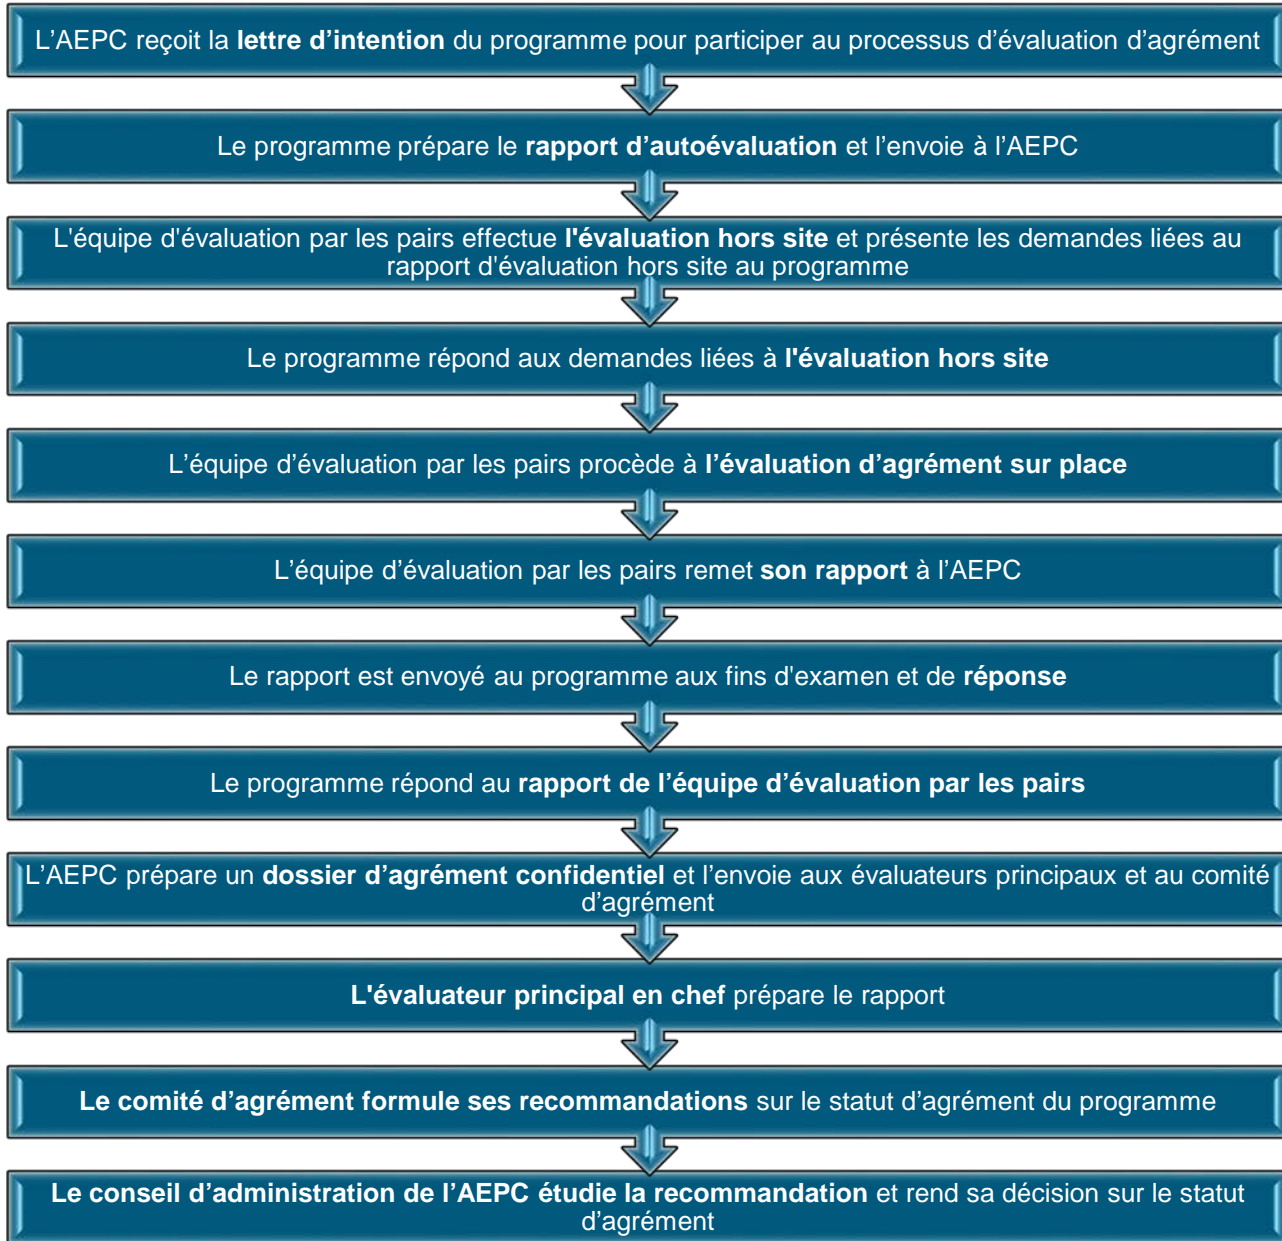 L’AEPC reçoit la lettre d’intention du programme pour participer au processus d’évaluation d’agrément
Le programme prépare le rapport d’autoévaluation et l’envoie à l’AEPC
L'équipe d'évaluation par les pairs effectue l'évaluation hors site et présente les demandes liées au
rapport d'évaluation hors site au programme
Le programme répond aux demandes liées à l'évaluation hors site
L’équipe d’évaluation par les pairs procède à l’évaluation d’agrément sur place
L’équipe d’évaluation par les pairs remet son rapport à l’AEPC
Le rapport est envoyé au programme aux fins d'examen et de réponse
Le programme répond au rapport de l’équipe d’évaluation par les pairs
L’AEPC prépare un dossier d’agrément confidentiel et l’envoie aux évaluateurs principaux et au comité
d’agrément
L'évaluateur principal en chef prépare le rapport
Le comité d’agrément formule ses recommandations sur le statut d’agrément du programme
Le conseil d’administration de l’AEPC étudie la recommandation et rend sa décision sur le statut
d’agrément